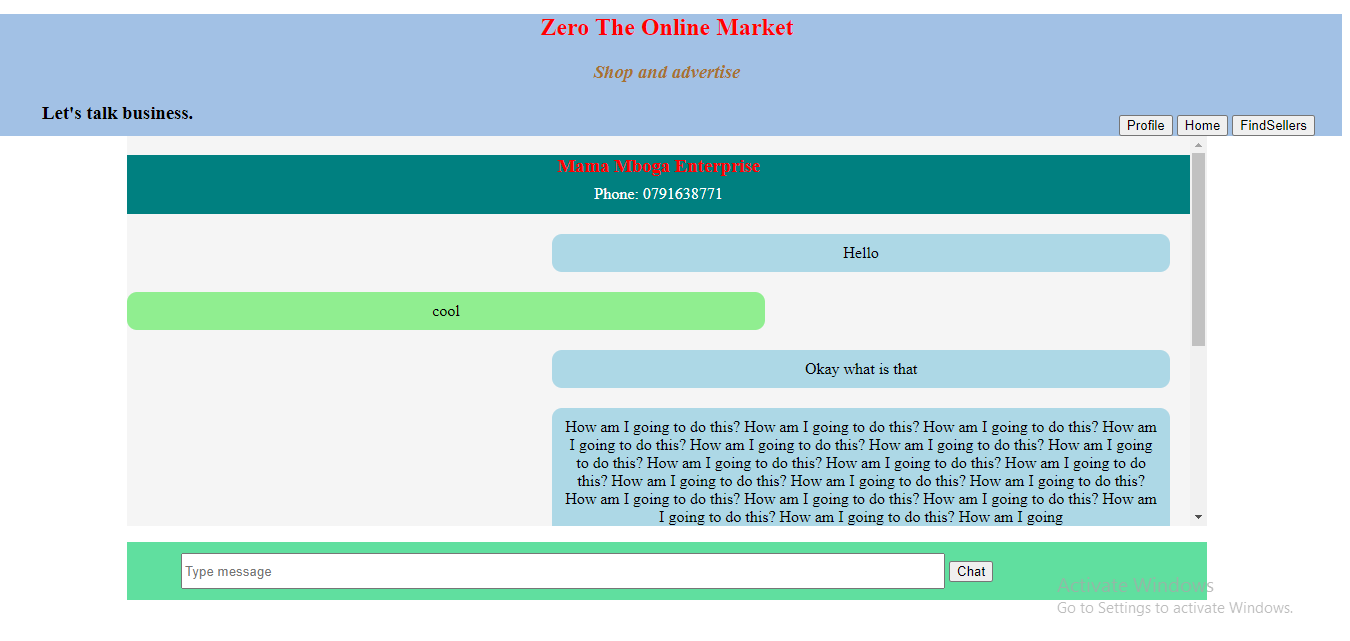 Zero The Online Market
Shop and advertise
Let's talk business.
Profile Home FindSellers
Mama Mboga Enterprise
Phone: 0791638771
Hello
cool
Okay what is that
How am I going to do this? How am I going to do this? How am I going to do this? How am
I going to do this? How am I going to do this? How am I going to do this? How am I going
to do this? How am I going to do this? How am I going to do this? How am I going to do
this? How am I going to do this? How am I going to do this? How am I going to do this?
How am I going to do this? How am I going to do this? How am I going to do this? How am
I going to do this? How am I going to do this? How am I going
Type message Chat
Activate Windows
Go to Settings to activate Windows.